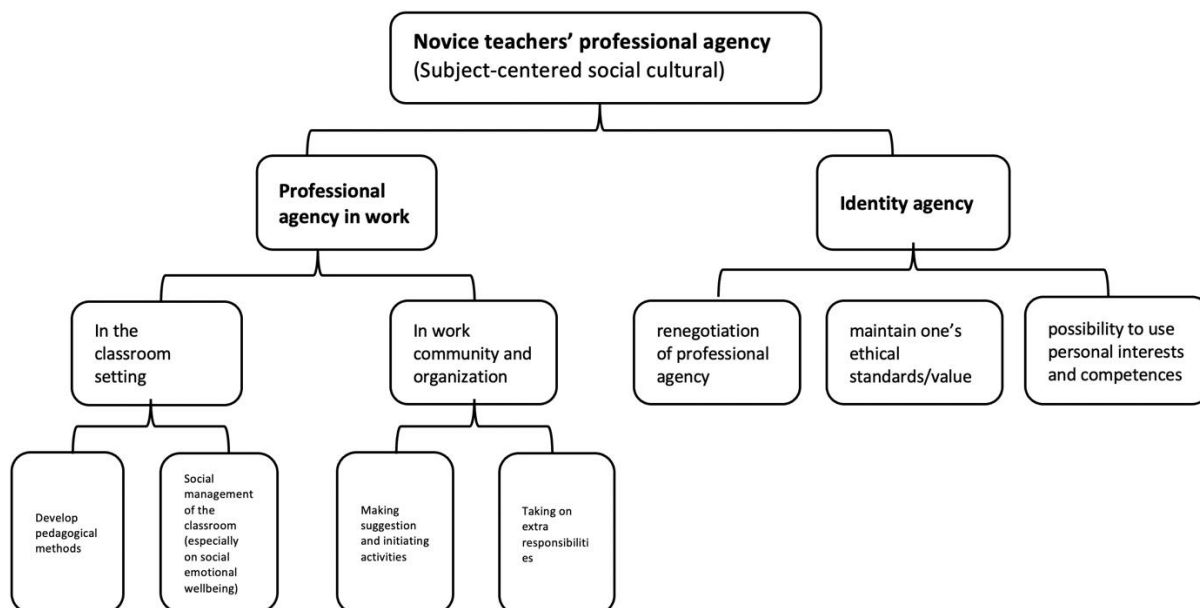 Novice teachers’ professional agency
(Subject-centered social cultural)
Professional
agency in work
Identity agency
In the
classroom
setting
In work
community and
organization
renegotiation
of professional
agency
maintain one’s
ethical
standards/value
possibility to use
personal interests
and competences
Develop
pedagogical
methods
Social
management
of the
classroom
(especially
on social
emotional
wellbeing)
Making
suggestion
and initiating
activities
Taking on
extra
responsibiliti
es